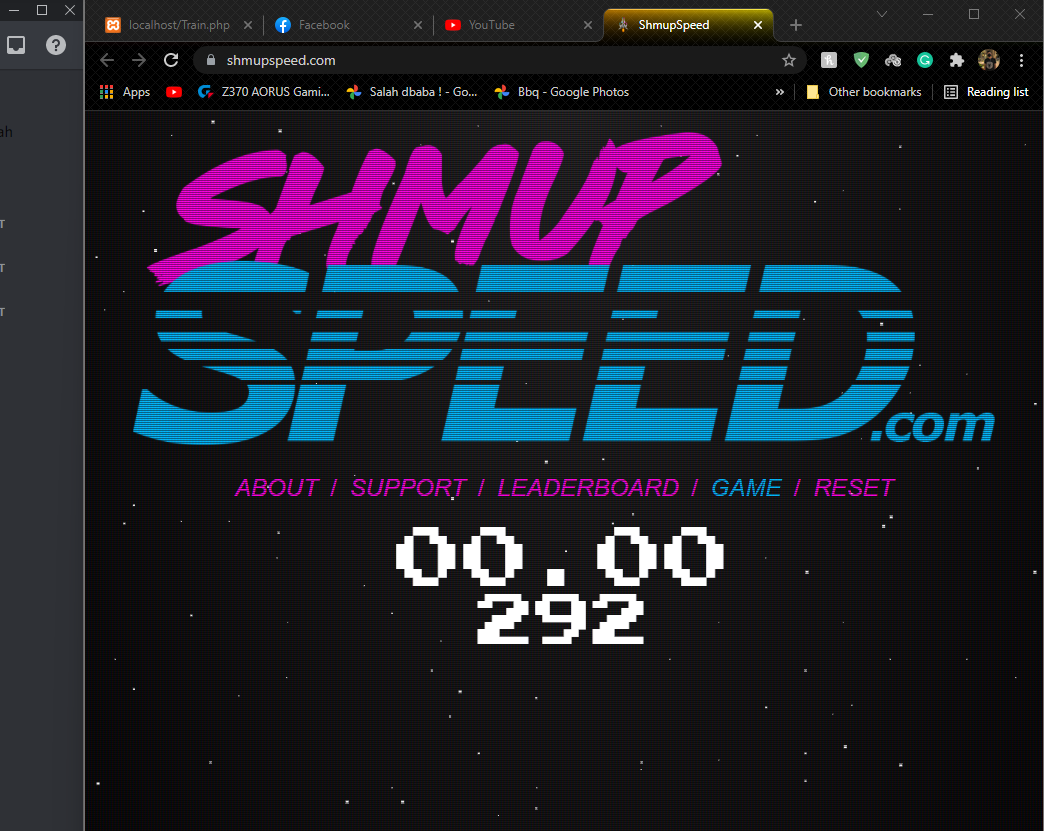 localhost/Train.php
Facebook
YouTube
ShmupSpeed
shmupspeed.com
Apps
Z370 AORUS Gami...
Salah dbaba ! - Go...
Bbq - Google Photos
»
Other bookmarks
Reading list
ah
T
T
T
SHMUP
SPEED.com
ABOUT / SUPPORT / LEADERBOARD / GAME / RESET
00.00
292